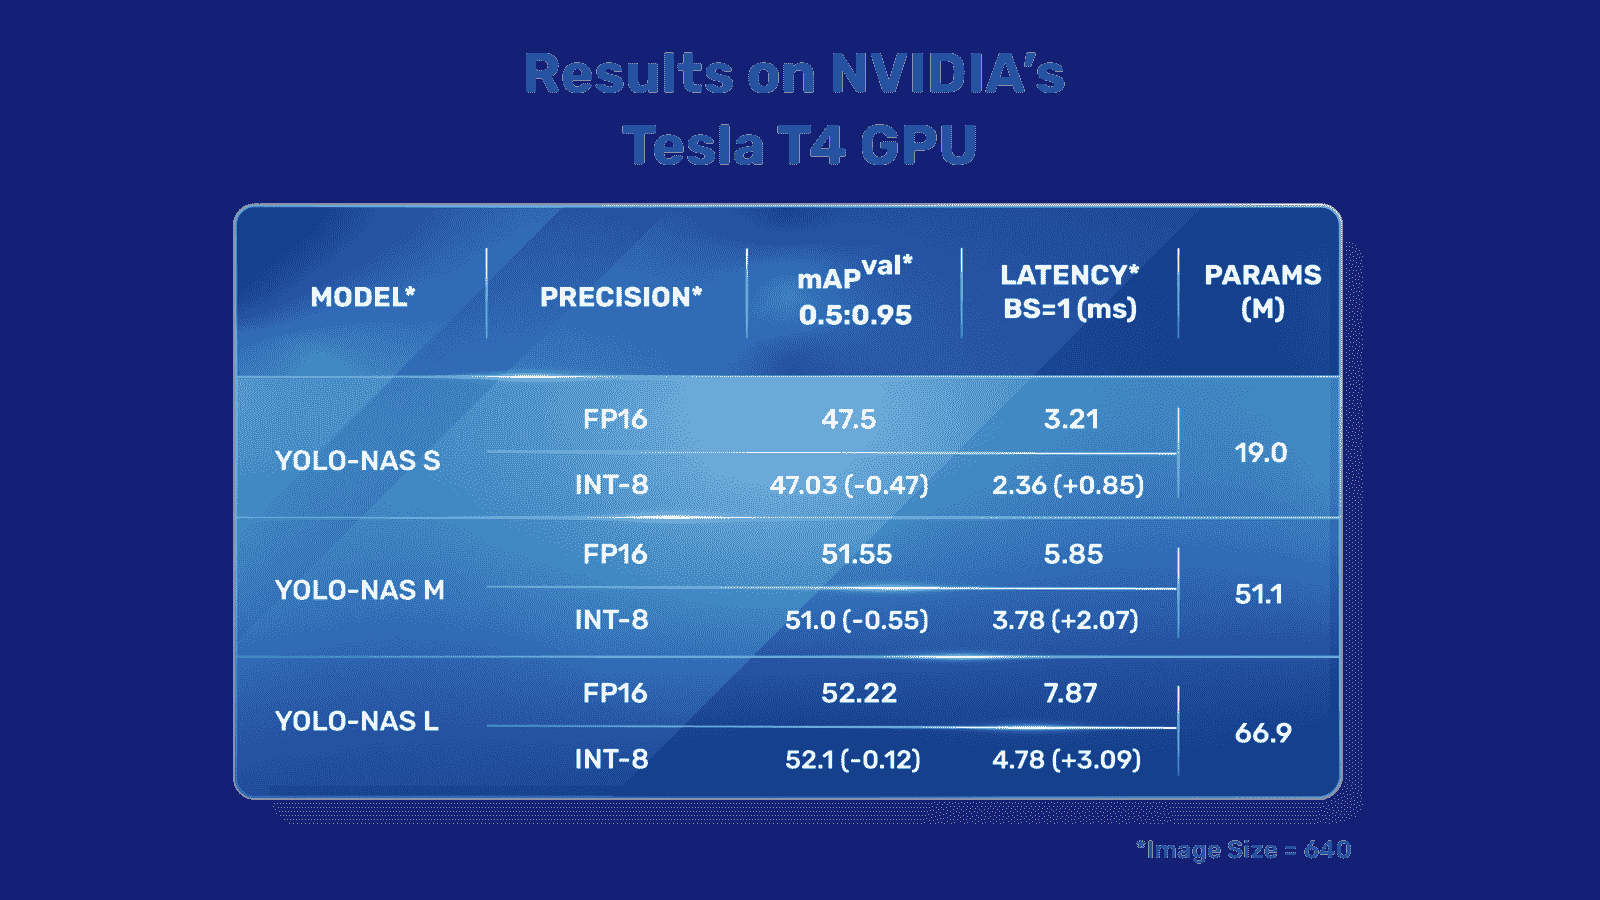 Results on NVIDIA’s
Tesla T4 GPU
MODEL* PRECISION* mAPval* 0.5:0.95 LATENCY* BS=1 (ms) PARAMS (M)
YOLO-NAS S FP16 47.5 3.21 19.0
INT-8 47.03 (-0.47) 2.36 (+0.85)
YOLO-NAS M FP16 51.55 5.85 51.1
INT-8 51.0 (-0.55) 3.78 (+2.07)
YOLO-NAS L FP16 52.22 7.87 66.9
INT-8 52.1 (-0.12) 4.78 (+3.09)
*Image Size = 640